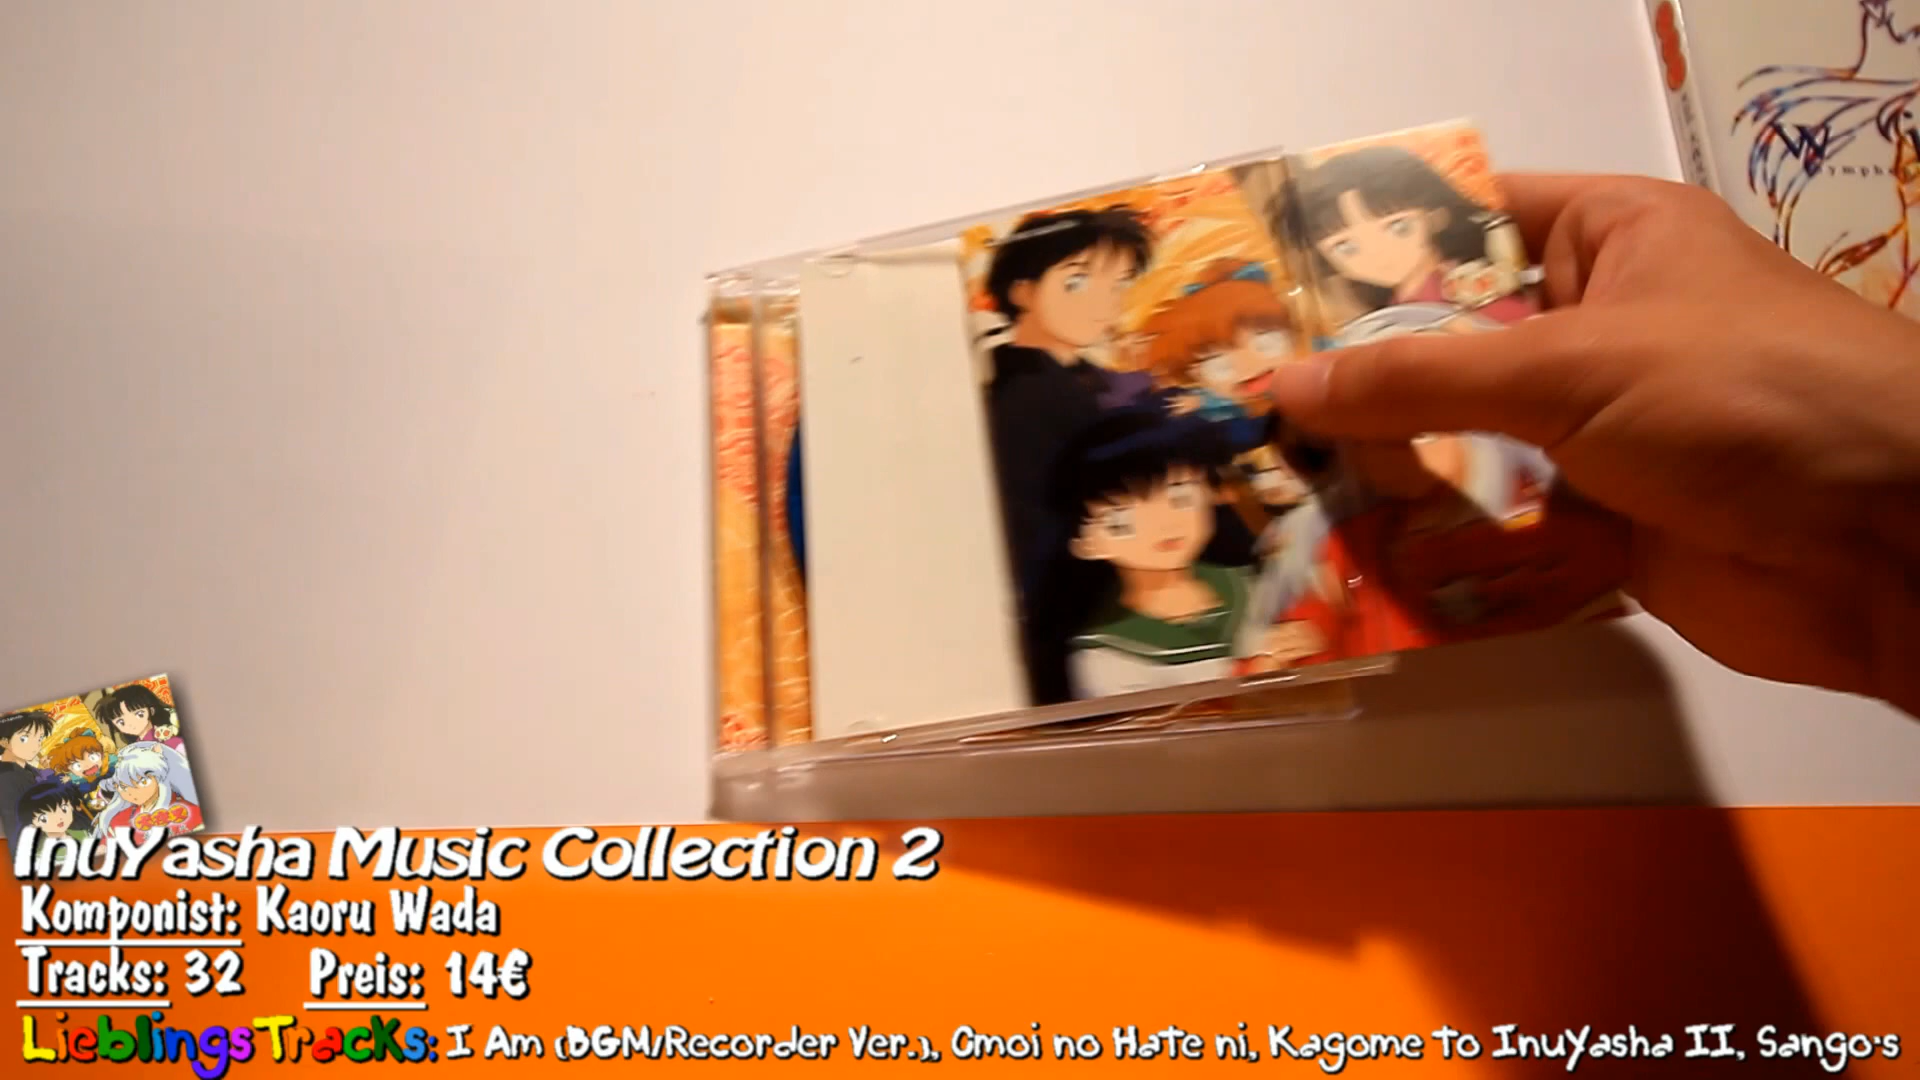 InuYasha Music Collection 2
Komponist: Kaoru Wada
Tracks: 32 Preis: 14€
LieblingsTracks: I Am (BGM/Recorder Ver.), Omoi no Hate ni, Kagome to InuYasha II, Sango's